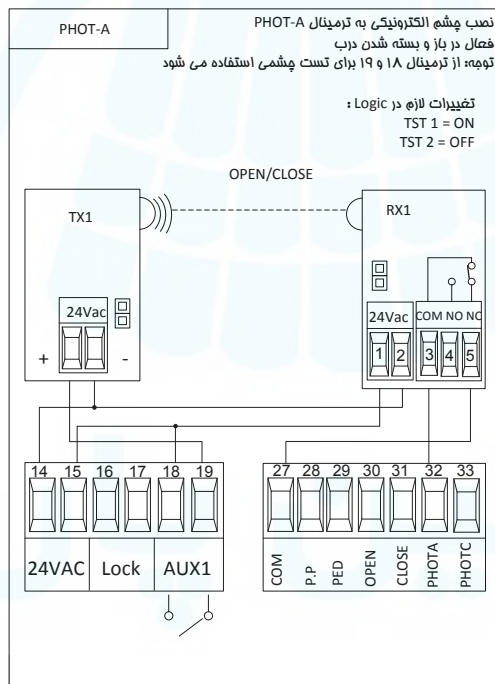 PHOT-A
نصب چشم الکترونیکی به ترمینال PHOT-A
فعال در باز و بسته شدن درب
توجه: از ترمینال ۱۸ و ۱۹ برای تست چشمی استفاده می شود
تغییرات لازم در Logic :
TST 1 = ON
TST 2 = OFF
OPEN/CLOSE
TX1
RX1
24Vac
+ -
24Vac COM NO NC
1 2 3 4 5
14 15 16 17 18 19
24VAC Lock AUX1
27 28 29 30 31 32 33
COM P.P PED OPEN CLOSE PHOTA PHOTC